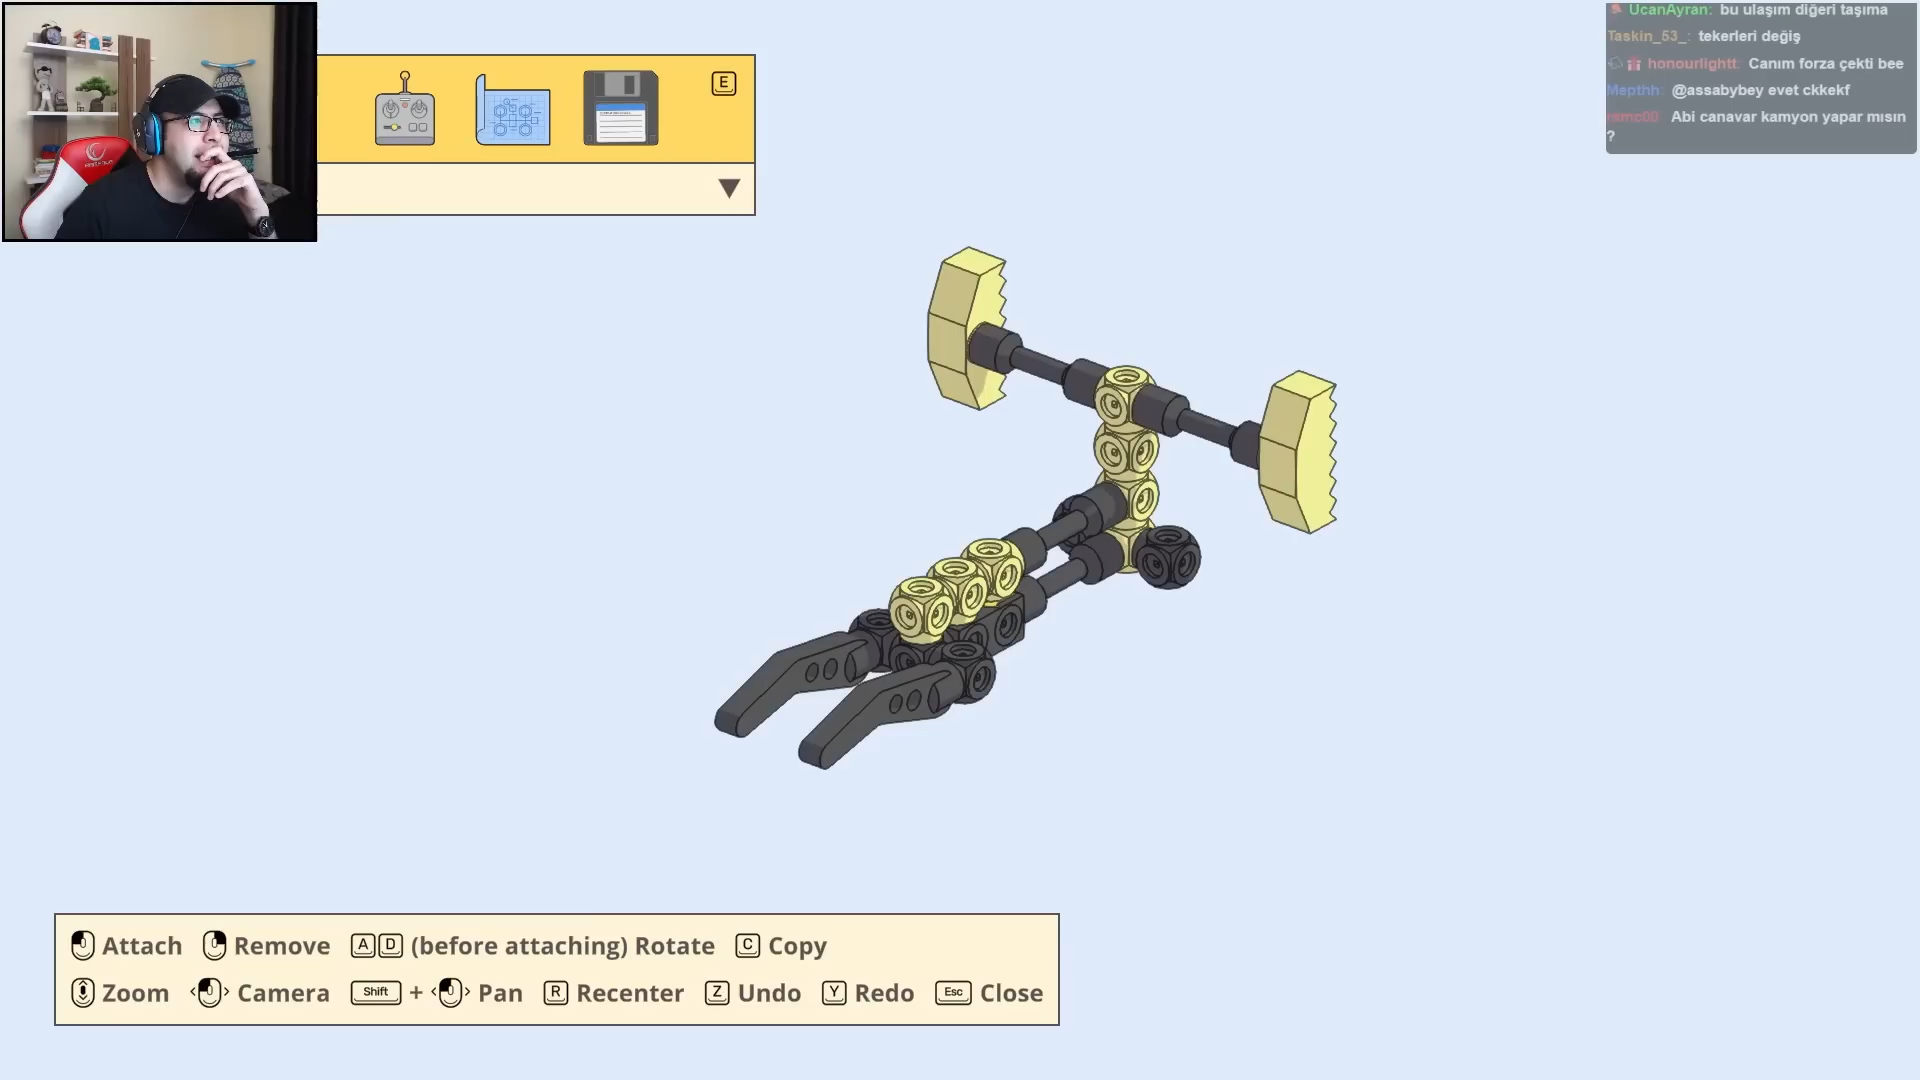 UcanAyran: bu ulaşım diğeri taşıma
Taskin_53_: tekerleri değiş
honourlightt: Canım forza çekti bee
Mepthh: @assabybey evet ckkekf
Abi canavar kamyon yapar mısın
?
E
Attach Remove A D (before attaching) Rotate C Copy
Zoom Camera Shift + Pan R Recenter Z Undo Y Redo Esc Close